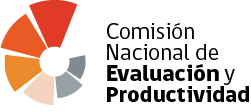 Comisión
Nacional de
Evaluación y
Productividad